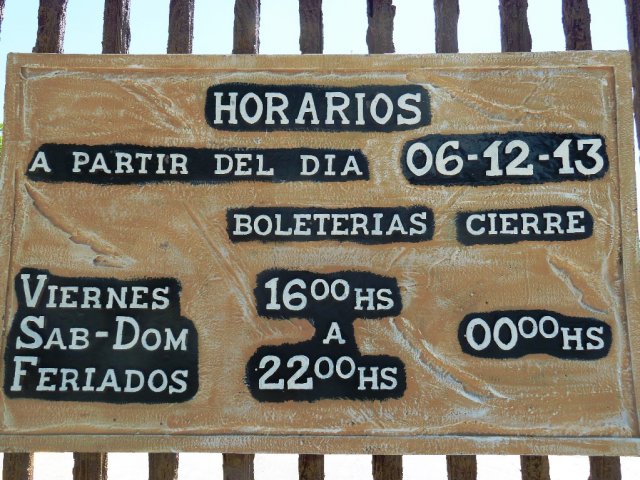 HORARIOS
A PARTIR DEL DIA 06-12-13
BOLETERIAS CIERRE
VIERNES 16⁰⁰HS
SAB-DOM A 00⁰⁰HS
FERIADOS 22⁰⁰HS